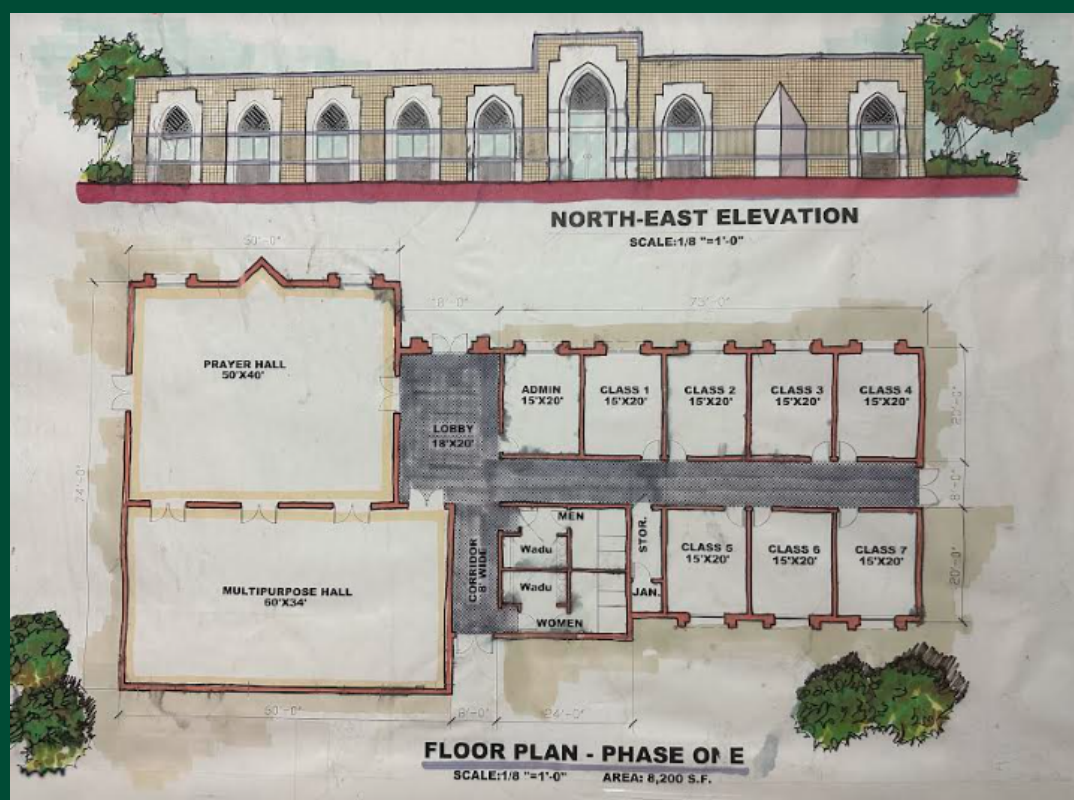 NORTH-EAST ELEVATION
SCALE:1/8 "=1'-0"
50'-0"
18'-0"
75'-0"
PRAYER HALL
50'X40'
ADMIN
15'X20'
CLASS 1
15'X20'
CLASS 2
15'X20'
CLASS 3
15'X20'
CLASS 4
15'X20'
20'-0"
LOBBY
18'X20'
74'-0"
8'-0"
MEN
Wadu
STOR.
CORRIDOR
8' WIDE
Wadu
WOMEN
JAN.
CLASS 5
15'X20'
CLASS 6
15'X20'
CLASS 7
15'X20'
20'-0"
MULTIPURPOSE HALL
60'X34'
60'-0"
8'-0"
24'-0"
FLOOR PLAN - PHASE ONE
SCALE:1/8 "=1'-0"
AREA: 8,200 S.F.